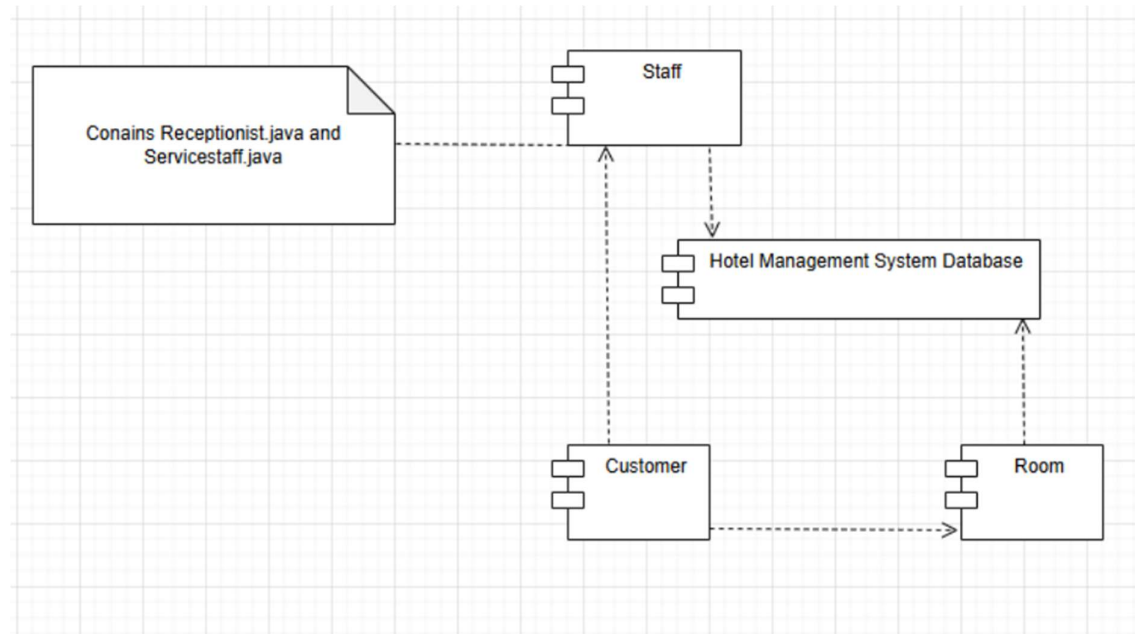 Staff
Conains Receptionist.java and
Servicestaff.java
Hotel Management System Database
Customer
Room